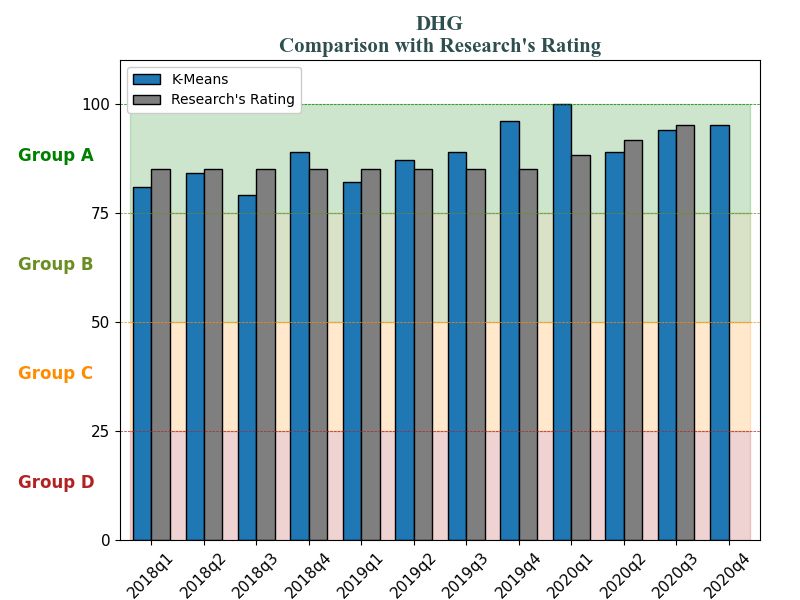 DHG
Comparison with Research's Rating
K-Means
Research's Rating
100
Group A
75
Group B
50
Group C
25
Group D
0
2018q1
2018q2
2018q3
2018q4
2019q1
2019q2
2019q3
2019q4
2020q1
2020q2
2020q3
2020q4